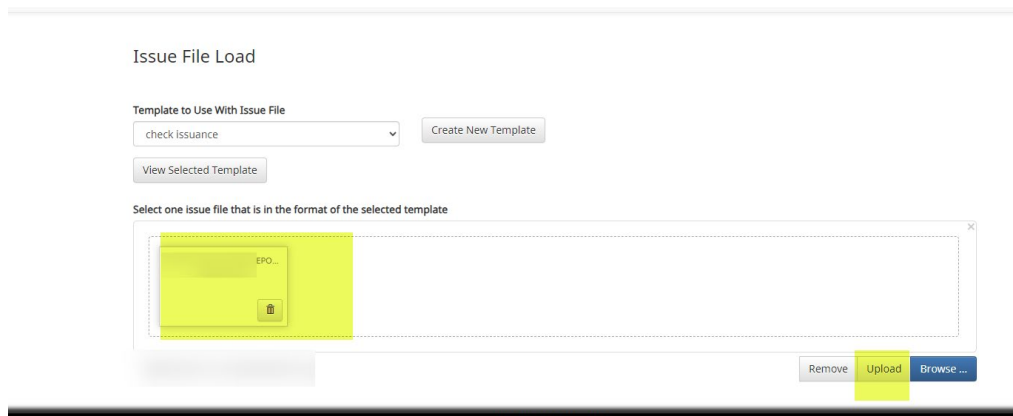 Issue File Load
Template to Use With Issue File
check issuance
Create New Template
View Selected Template
Select one issue file that is in the format of the selected template
EPO...
Remove Upload Browse ...